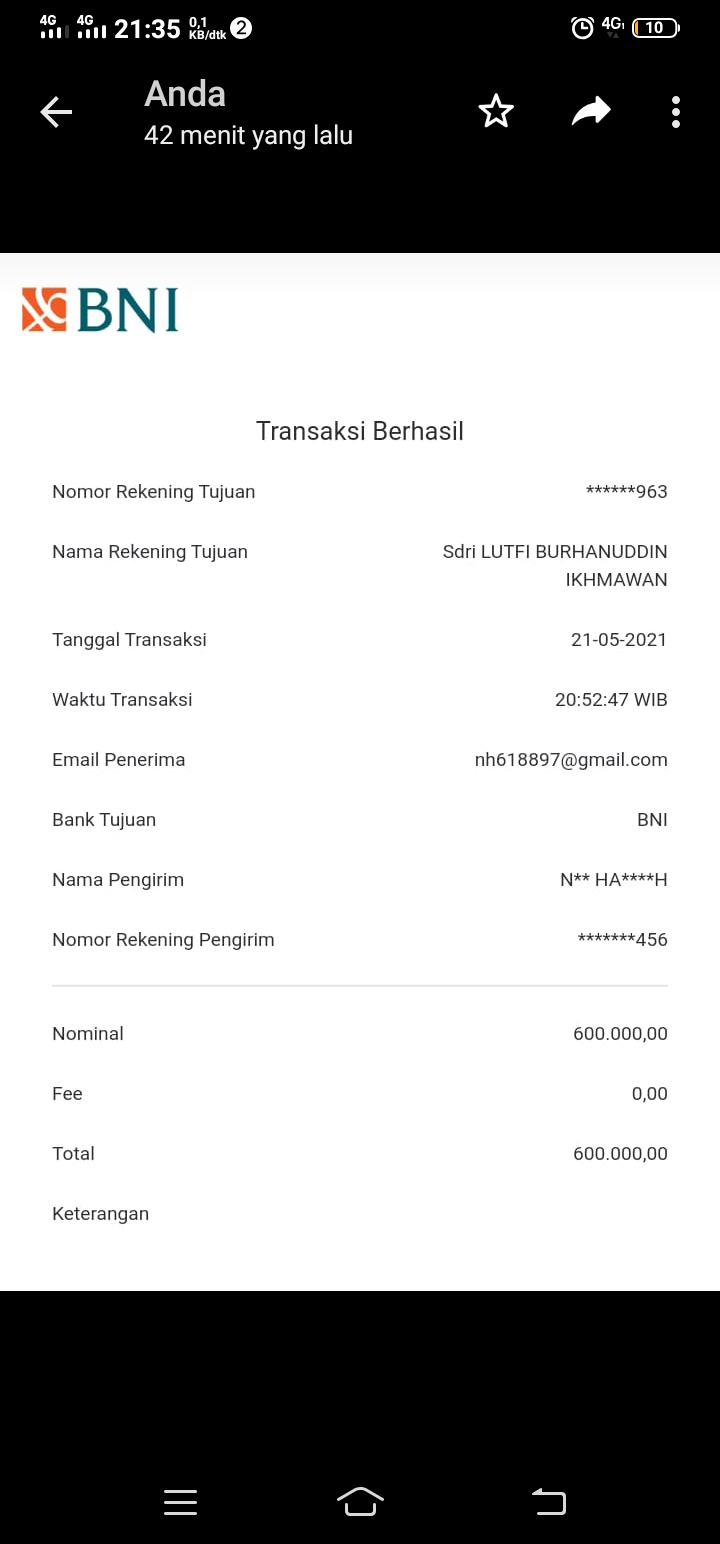 4G 4G 21:35 0,1 KB/dtk 2 4G 10
Anda
42 menit yang lalu
BNI
Transaksi Berhasil
Nomor Rekening Tujuan ******963
Nama Rekening Tujuan Sdri LUTFI BURHANUDDIN
IKHMAWAN
Tanggal Transaksi 21-05-2021
Waktu Transaksi 20:52:47 WIB
Email Penerima nh618897@gmail.com
Bank Tujuan BNI
Nama Pengirim N** HA****H
Nomor Rekening Pengirim *******456
Nominal 600.000,00
Fee 0,00
Total 600.000,00
Keterangan